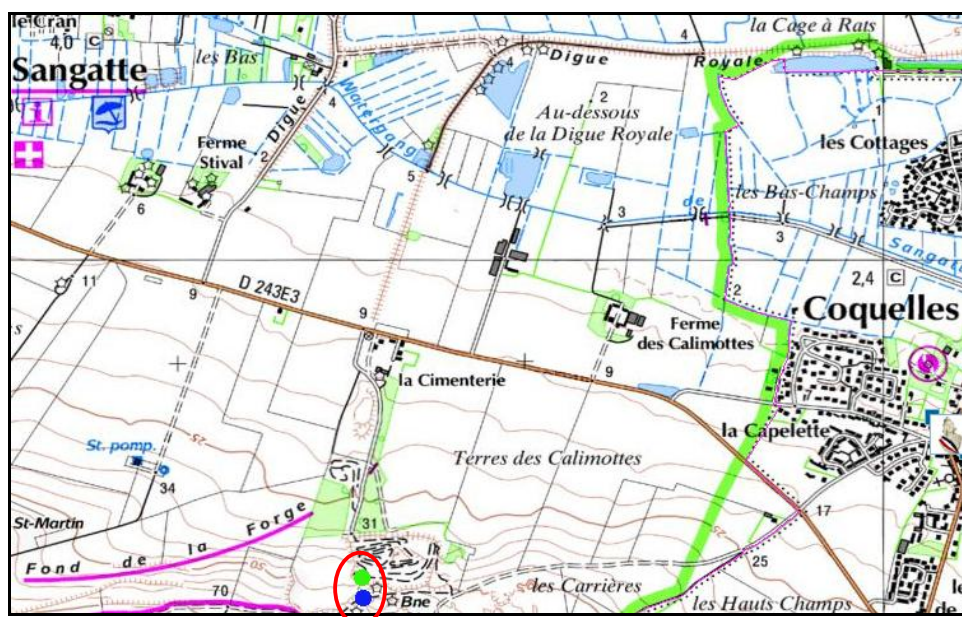 le Cran
4,0 C
Sangatte
les Bas
Digue
Watergang
Ferme
Stival
2
4
5
6
11
9
D 243E3
9
4
Digue
Royale
4
2
Au-dessous
de la Digue Royale
la Cage à Rats
1
les Cottages
les Bas-Champs
3
de
3
Sangatte
2,4 C
2
Coquelles
Ferme
des Calimottes
9
la Cimenterie
la Capelette
Terres des Calimottes
St. pomp.
34
25
St-Martin
Fond de la Forge
31
50
70
Bne
17
25
25
les Carrières
les Hauts Champs